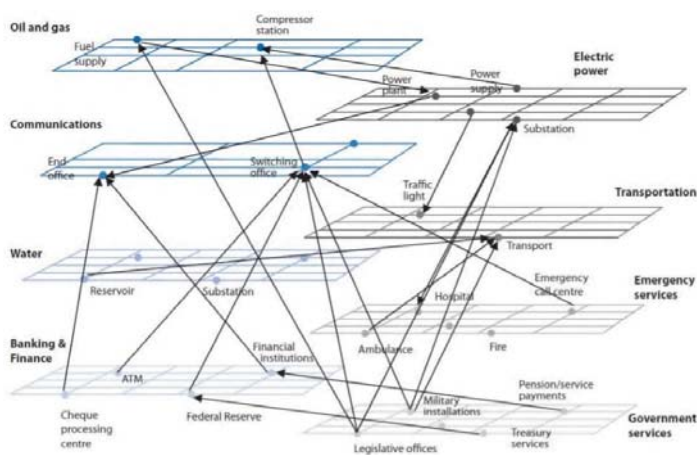 Oil and gas
Compressor
station
Fuel
supply
Electric
power
Power
plant
Power
supply
Substation
Communications
End
office
Switching
office
Traffic
light
Transportation
Transport
Water
Reservoir
Substation
Emergency
call centre
Emergency
services
Hospital
Ambulance
Fire
Banking &
Finance
Financial
institutions
ATM
Cheque
processing
centre
Federal Reserve
Pension/service
payments
Military
installations
Government
services
Legislative offices
Treasury services